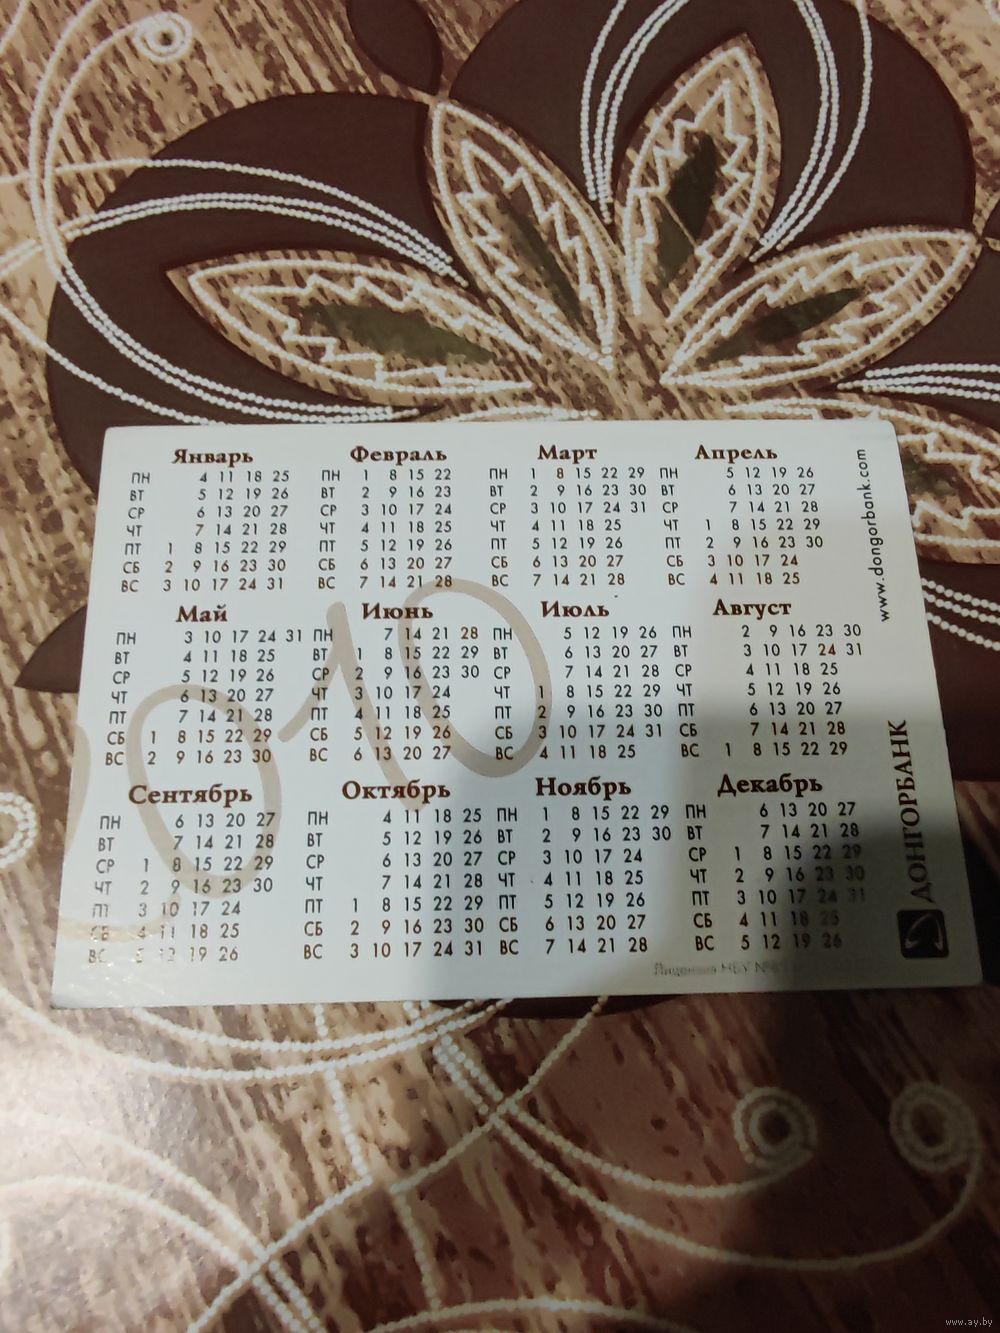 Январь
ПН 4 11 18 25
ВТ 5 12 19 26
СР 6 13 20 27
ЧТ 7 14 21 28
ПТ 1 8 15 22 29
СБ 2 9 16 23 30
ВС 3 10 17 24 31
Февраль
ПН 1 8 15 22
ВТ 2 9 16 23
СР 3 10 17 24
ЧТ 4 11 18 25
ПТ 5 12 19 26
СБ 6 13 20 27
ВС 7 14 21 28
Март
ПН 1 8 15 22 29
ВТ 2 9 16 23 30
СР 3 10 17 24 31
ЧТ 4 11 18 25
ПТ 5 12 19 26
СБ 6 13 20 27
ВС 7 14 21 28
Апрель
ПН 5 12 19 26
ВТ 6 13 20 27
СР 7 14 21 28
ЧТ 1 8 15 22 29
ПТ 2 9 16 23 30
СБ 3 10 17 24
ВС 4 11 18 25
Май
ПН 3 10 17 24 31
ВТ 4 11 18 25
СР 5 12 19 26
ЧТ 6 13 20 27
ПТ 7 14 21 28
СБ 1 8 15 22 29
ВС 2 9 16 23 30
Июнь
ПН 7 14 21 28
ВТ 1 8 15 22 29
СР 2 9 16 23 30
ЧТ 3 10 17 24
ПТ 4 11 18 25
СБ 5 12 19 26
ВС 6 13 20 27
Июль
ПН 5 12 19 26
ВТ 6 13 20 27
СР 7 14 21 28
ЧТ 1 8 15 22 29
ПТ 2 9 16 23 30
СБ 3 10 17 24 31
ВС 4 11 18 25
Август
ПН 2 9 16 23 30
ВТ 3 10 17 24 31
СР 4 11 18 25
ЧТ 5 12 19 26
ПТ 6 13 20 27
СБ 7 14 21 28
ВС 1 8 15 22 29
Сентябрь
ПН 6 13 20 27
ВТ 7 14 21 28
СР 1 8 15 22 29
ЧТ 2 9 16 23 30
ПТ 3 10 17 24
СБ 4 11 18 25
ВС 5 12 19 26
Октябрь
ПН 4 11 18 25
ВТ 5 12 19 26
СР 6 13 20 27
ЧТ 7 14 21 28
ПТ 1 8 15 22 29
СБ 2 9 16 23 30
ВС 3 10 17 24 31
Ноябрь
ПН 1 8 15 22 29
ВТ 2 9 16 23 30
СР 3 10 17 24
ЧТ 4 11 18 25
ПТ 5 12 19 26
СБ 6 13 20 27
ВС 7 14 21 28
Декабрь
ПН 6 13 20 27
ВТ 7 14 21 28
СР 1 8 15 22 29
ЧТ 2 9 16 23 30
ПТ 3 10 17 24 31
СБ 4 11 18 25
ВС 5 12 19 26
2010
www.dongorbank.com
ДОНГОРБАНК
Лицензия НБУ
www.ay.by